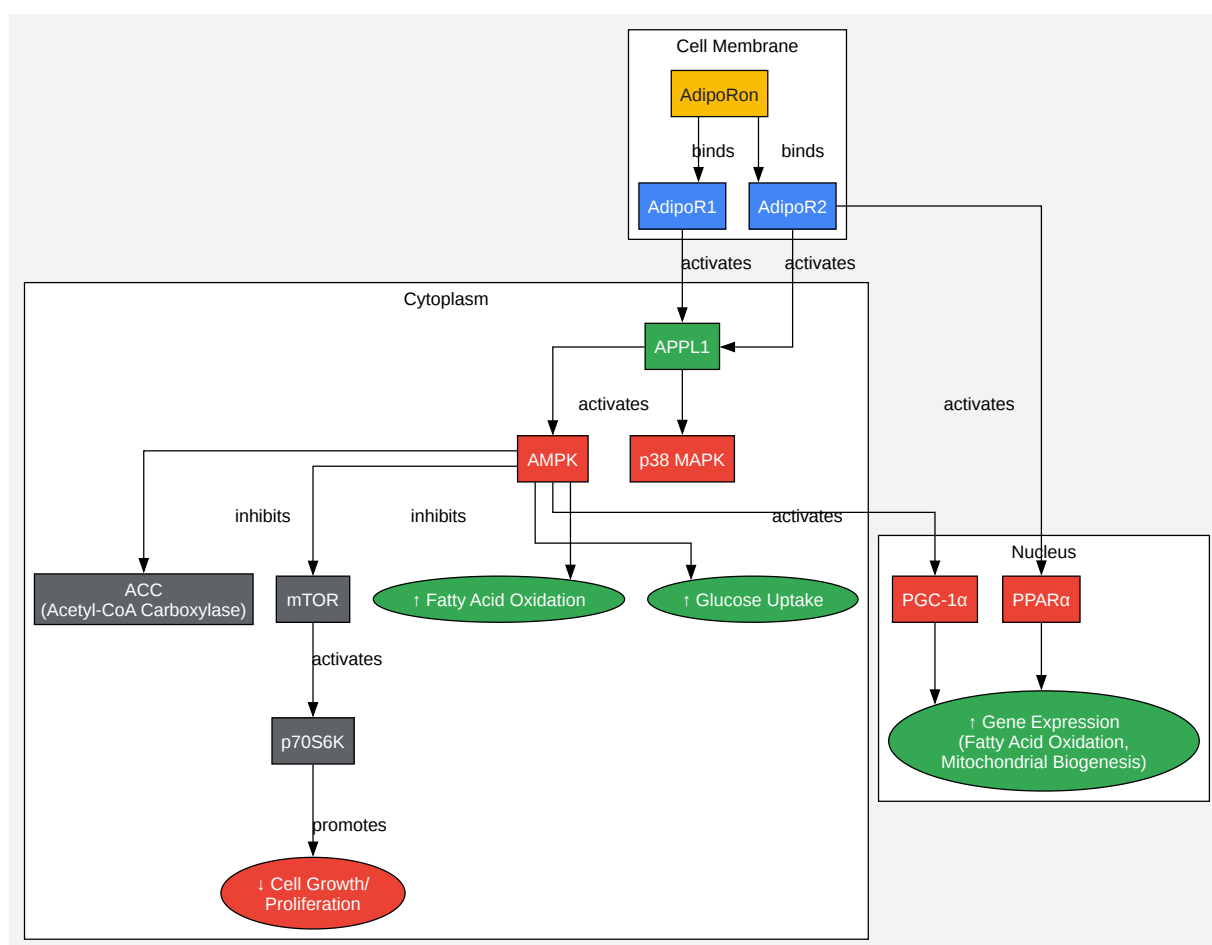 Cell Membrane
AdipoRon
binds
binds
AdipoR1
AdipoR2
activates
activates
Cytoplasm
APPL1
activates
activates
AMPK
p38 MAPK
inhibits
inhibits
activates
Nucleus
ACC
(Acetyl-CoA Carboxylase)
mTOR
↑ Fatty Acid Oxidation
↑ Glucose Uptake
PGC-1α
PPARα
activates
p70S6K
↑ Gene Expression
(Fatty Acid Oxidation,
Mitochondrial Biogenesis)
promotes
↓ Cell Growth/
Proliferation